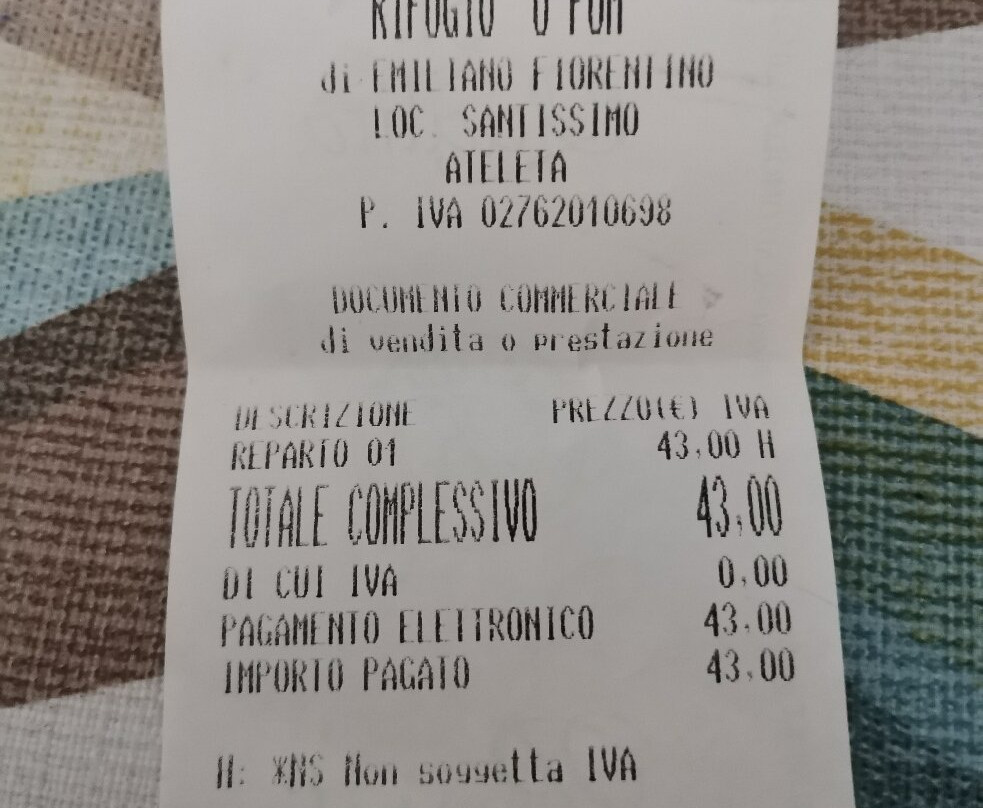 RIFUGIO O POM
di EMILIANO FIORENTINO
LOC. SANTISSIMO
ATELETA
P. IVA 02762010698
DOCUMENTO COMMERCIALE
di vendita o prestazione
DESCRIZIONE PREZZO(€) IVA
REPARTO 01 43,00 H
TOTALE COMPLESSIVO 43,00
DI CUI IVA 0,00
PAGAMENTO ELETTRONICO 43,00
IMPORTO PAGATO 43,00
H: *NS Non soggetta IVA